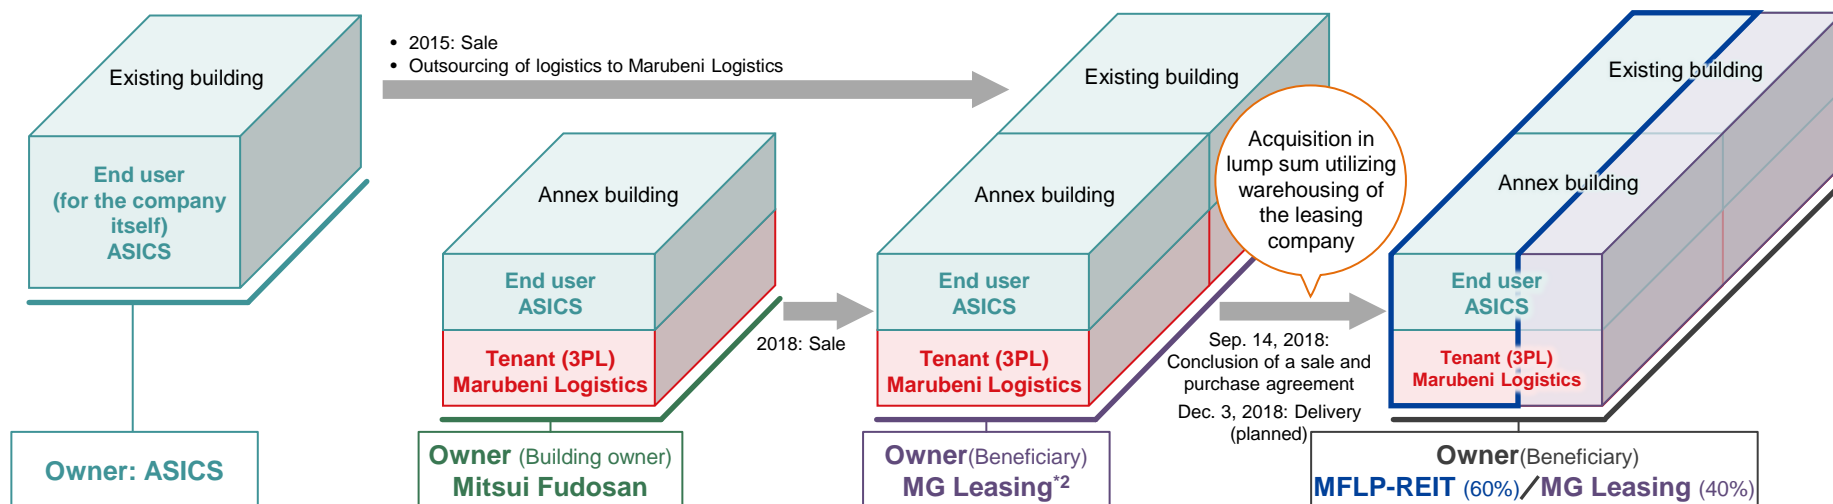 Existing building
End user
(for the company
itself)
ASICS
Owner: ASICS
• 2015: Sale
• Outsourcing of logistics to Marubeni Logistics
Annex building
End user
ASICS
Tenant (3PL)
Marubeni Logistics
Owner (Building owner)
Mitsui Fudosan
2018: Sale
Existing building
Annex building
End user
ASICS
Tenant (3PL)
Marubeni Logistics
Owner(Beneficiary)
MG Leasing*2
Acquisition in
lump sum utilizing
warehousing of
the leasing
company
Sep. 14, 2018:
Conclusion of a sale and
purchase agreement
Dec. 3, 2018: Delivery
(planned)
Existing building
Annex building
End user
ASICS
Tenant (3PL)
Marubeni Logistics
Owner(Beneficiary)
MFLP-REIT (60%)/MG Leasing (40%)